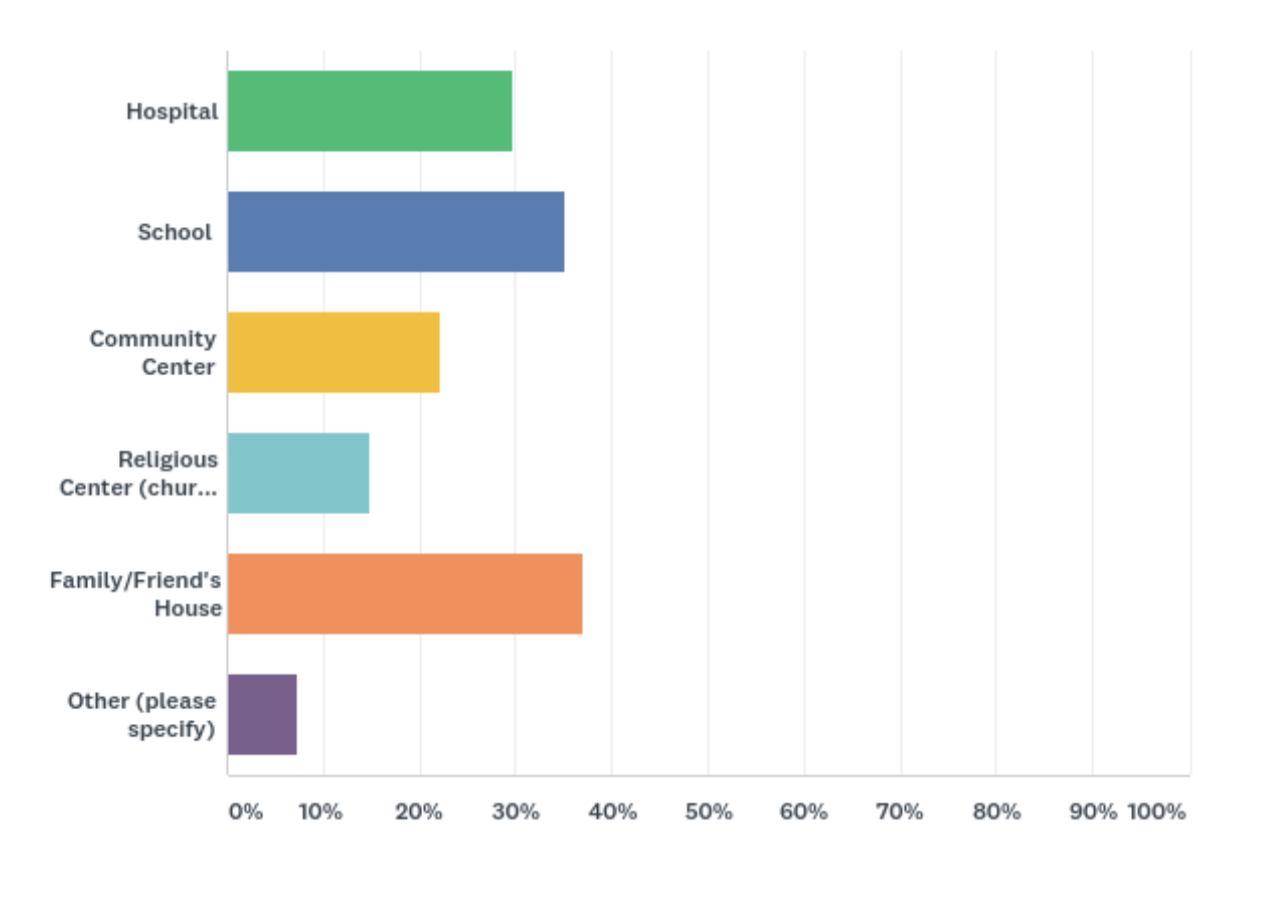 Hospital
School
Community
Center
Religious
Center (chur...
Family/Friend's
House
Other (please
specify)
0% 10% 20% 30% 40% 50% 60% 70% 80% 90% 100%